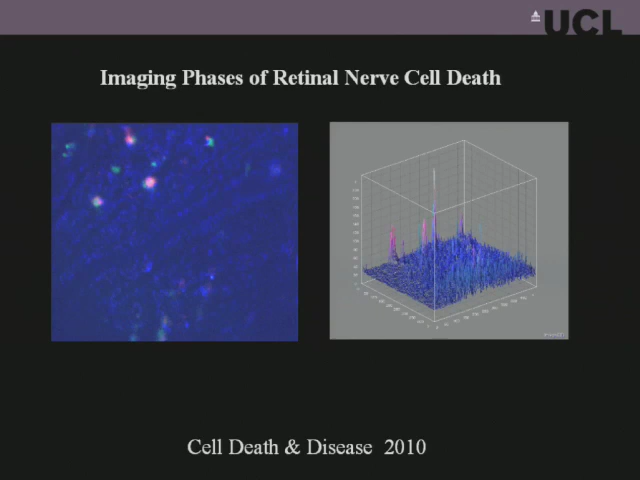 UCL
Imaging Phases of Retinal Nerve Cell Death
Cell Death & Disease 2010